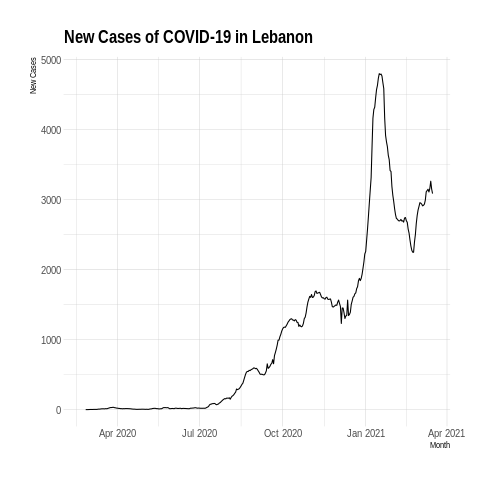 New Cases of COVID-19 in Lebanon
New Cases
5000
4000
3000
2000
1000
0
Apr 2020 Jul 2020 Oct 2020 Jan 2021 Apr 2021
Month